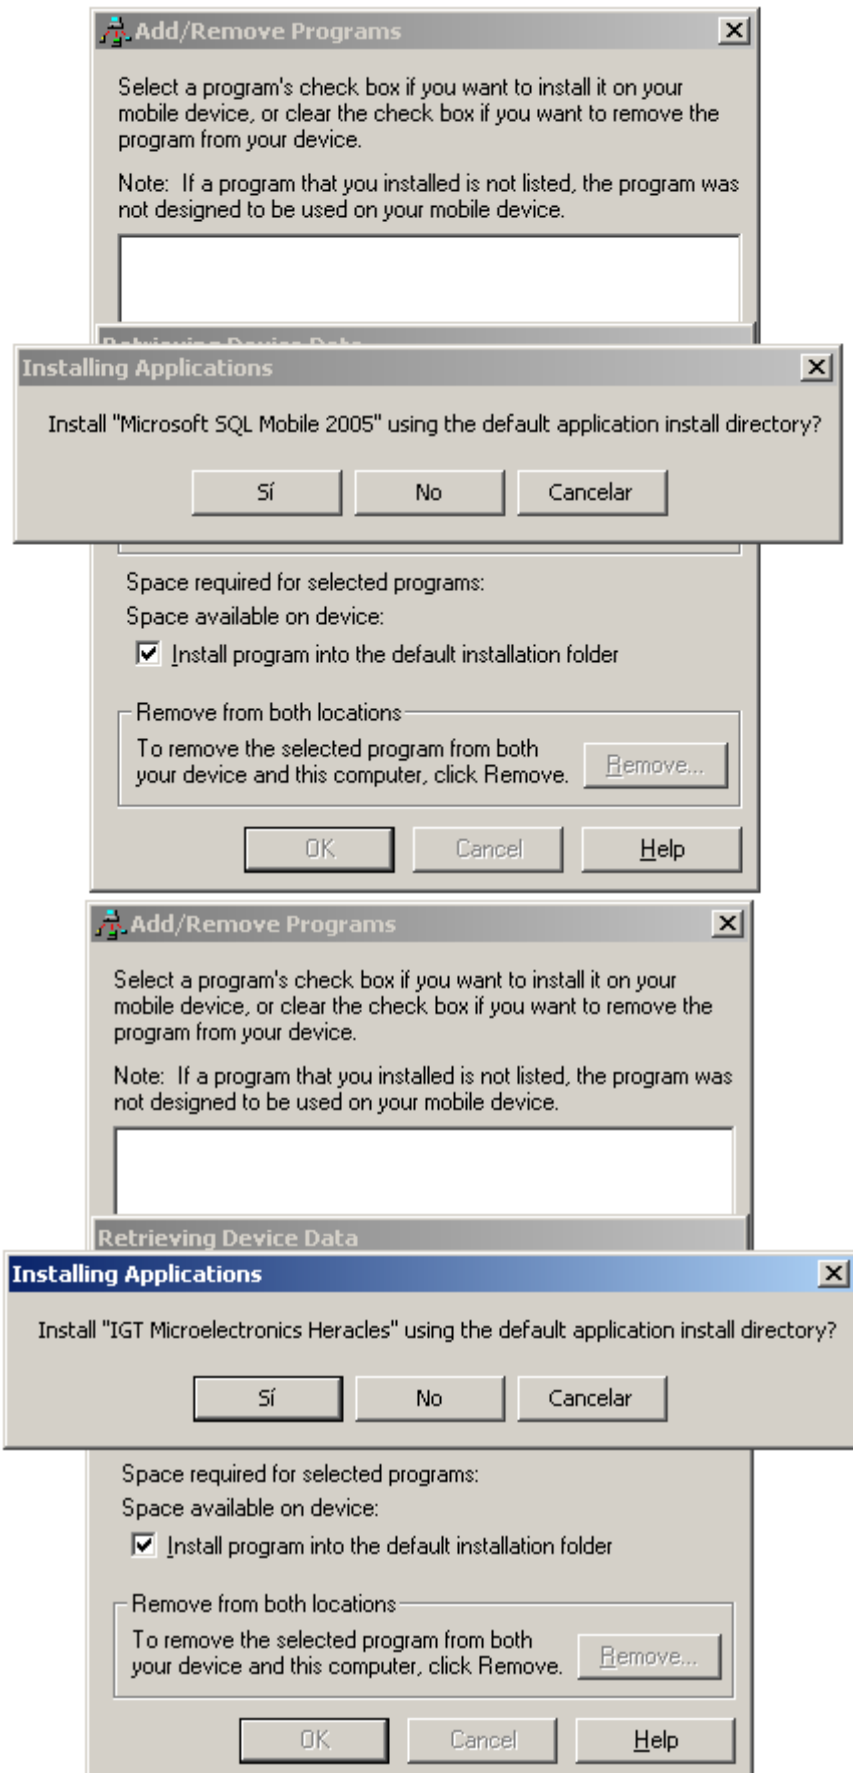 Add/Remove Programs
Select a program's check box if you want to install it on your
mobile device, or clear the check box if you want to remove the
program from your device.
Note: If a program that you installed is not listed, the program was
not designed to be used on your mobile device.
Retrieving Device Data
Installing Applications
Install "Microsoft SQL Mobile 2005" using the default application install directory?
Sí No Cancelar
Space required for selected programs:
Space available on device:
Install program into the default installation folder
Remove from both locations
To remove the selected program from both
your device and this computer, click Remove.
Remove...
OK Cancel Help
Add/Remove Programs
Select a program's check box if you want to install it on your
mobile device, or clear the check box if you want to remove the
program from your device.
Note: If a program that you installed is not listed, the program was
not designed to be used on your mobile device.
Retrieving Device Data
Installing Applications
Install "IGT Microelectronics Heracles" using the default application install directory?
Sí No Cancelar
Space required for selected programs:
Space available on device:
Install program into the default installation folder
Remove from both locations
To remove the selected program from both
your device and this computer, click Remove.
Remove...
OK Cancel Help